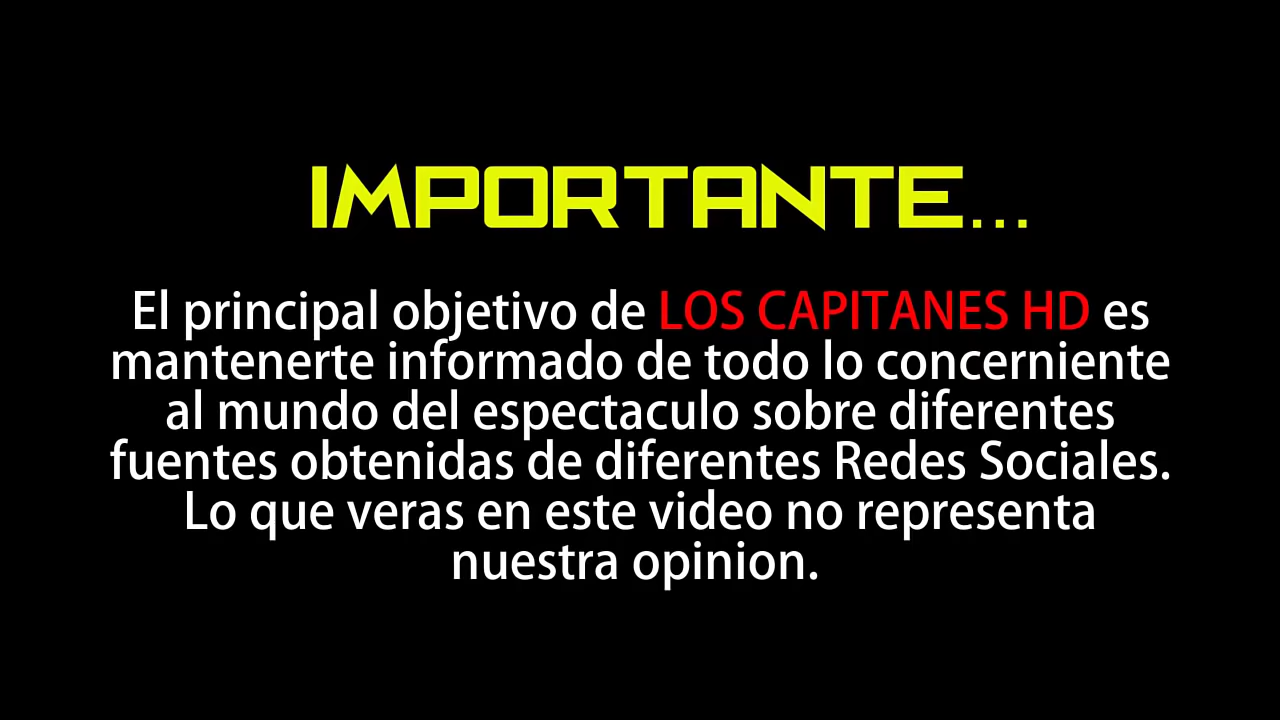 IMPORTANTE...
El principal objetivo de LOS CAPITANES HD es
mantenerte informado de todo lo concerniente
al mundo del espectaculo sobre diferentes
fuentes obtenidas de diferentes Redes Sociales.
Lo que veras en este video no representa
nuestra opinion.